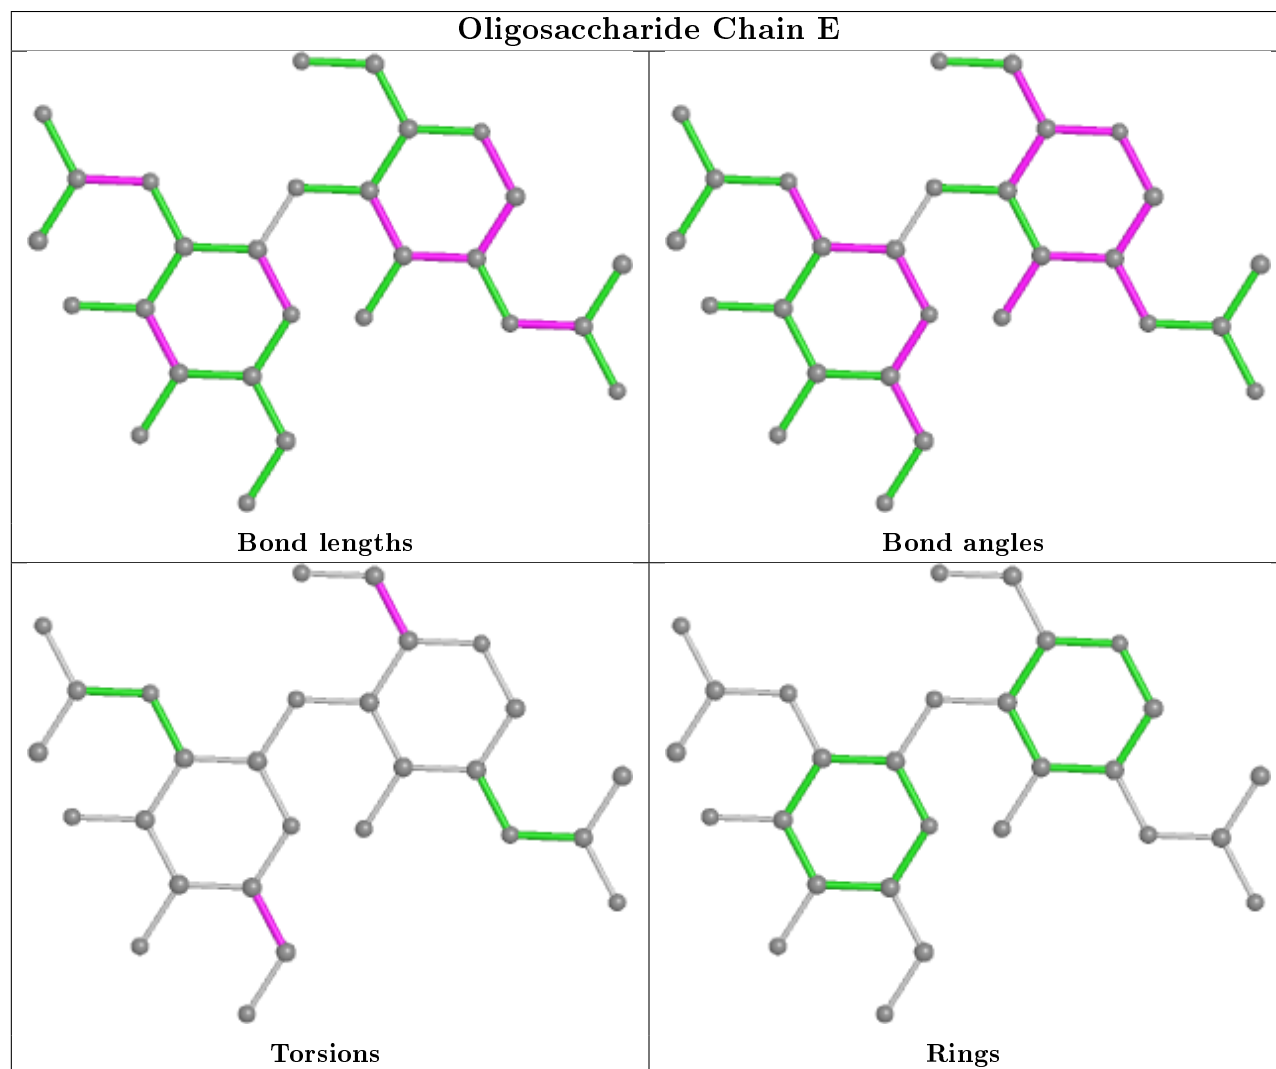 Oligosaccharide Chain E
Bond lengths
Bond angles
Torsions
Rings